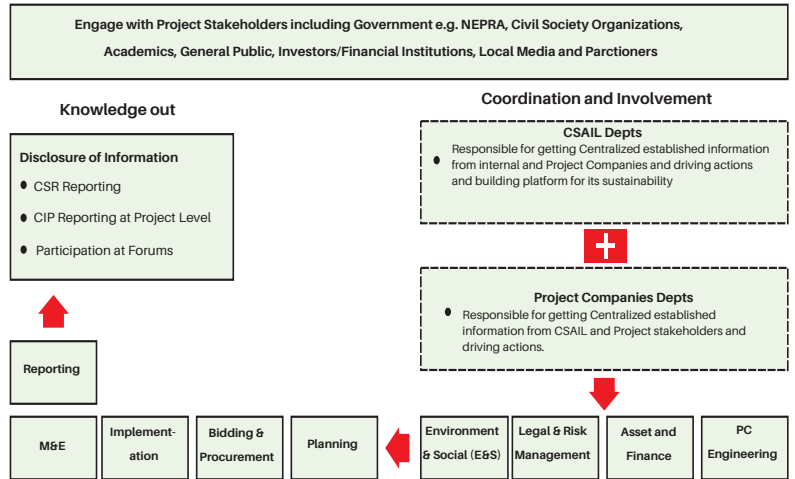 Engage with Project Stakeholders including Government e.g. NEPRA, Civil Society Organizations,
Academics, General Public, Investors/Financial Institutions, Local Media and Parctioners
Knowledge out
Disclosure of Information
CSR Reporting
CIP Reporting at Project Level
Participation at Forums
Coordination and Involvement
CSAIL Depts
Responsible for getting Centralized established information
from internal and Project Companies and driving actions
and building platform for its sustainability
Project Companies Depts
Responsible for getting Centralized established
information from CSAIL and Project stakeholders and
driving actions.
Reporting
M&E
Implement-
ation
Bidding &
Procurement
Planning
Environment
& Social (E&S)
Legal & Risk
Management
Asset and
Finance
PC
Engineering